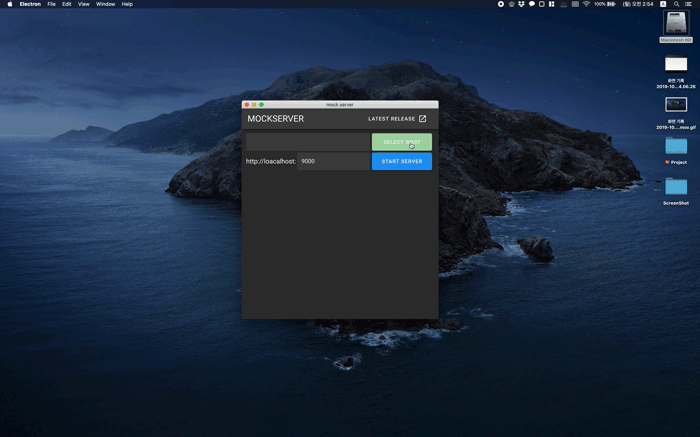 Electron File Edit View Window Help
100% (일) 오전 2:54 A
mock server
MOCKSERVER LATEST RELEASE
SELECT ROOT
http://loacalhost: 9000 START SERVER
Macintosh HD
화면 기록
2019-10...4.06.26
화면 기록
2019-10....mov.gif
Project
ScreenShot